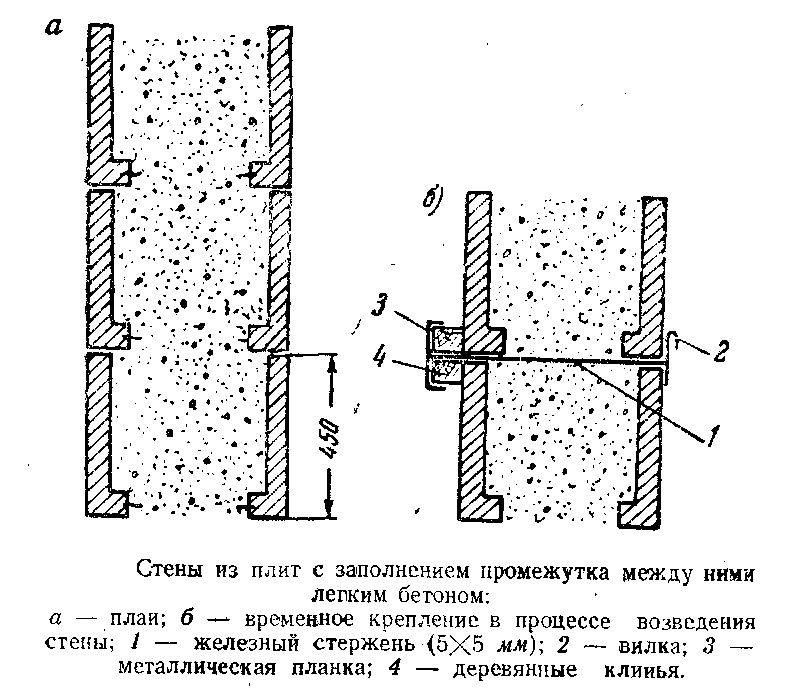 а
б)
3
4
2
1
450
Стены из плит с заполнением промежутка между ними
легким бетоном:
а — план; б — временное крепление в процессе возведения
стены; 1 — железный стержень (5×5 мм); 2 — вилка; 3 —
металлическая планка; 4 — деревянные клинья.